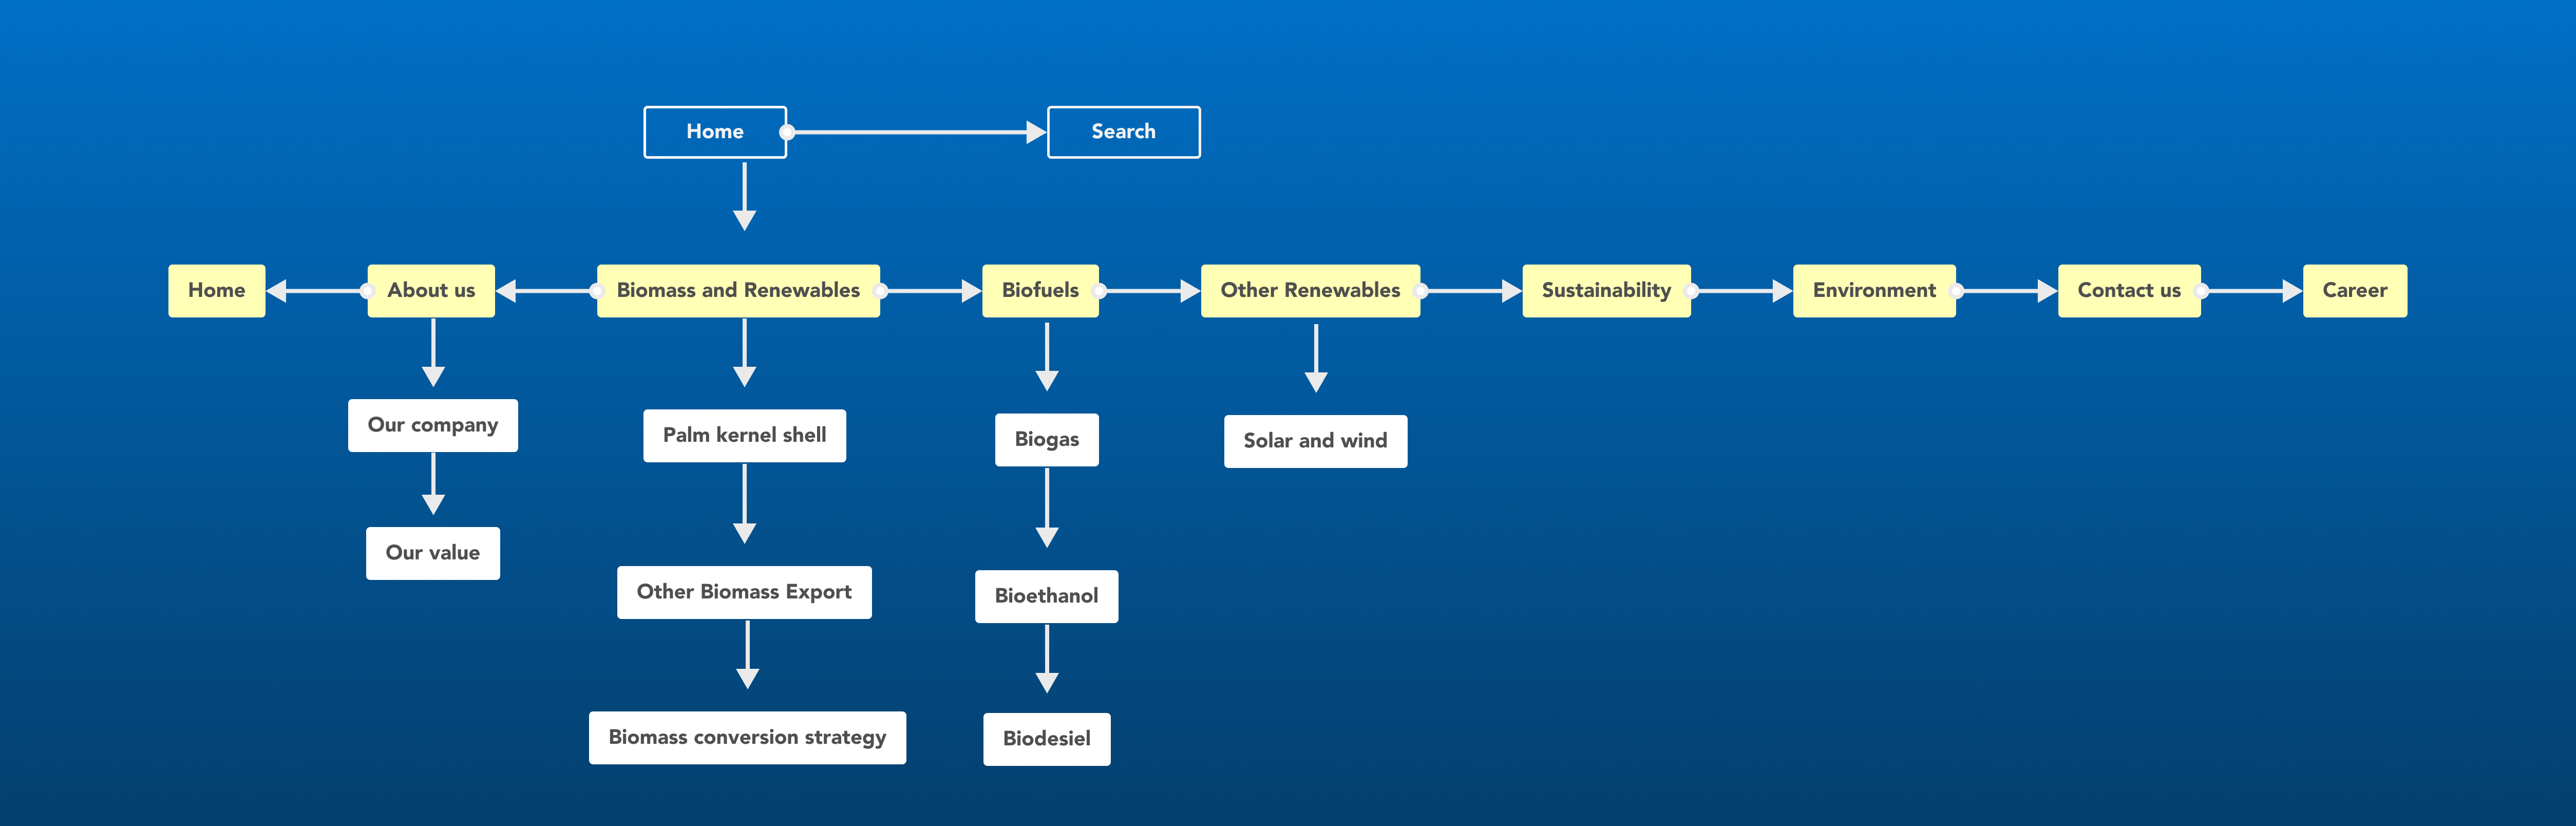 Home
Search
Home
About us
Biomass and Renewables
Biofuels
Other Renewables
Sustainability
Environment
Contact us
Career
Our company
Palm kernel shell
Biogas
Solar and wind
Our value
Other Biomass Export
Bioethanol
Biomass conversion strategy
Biodesiel